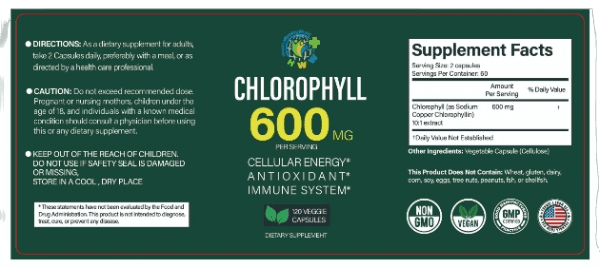 ● DIRECTIONS: As a dietary supplement for adults,
take 2 Capsules daily, preferably with a meal, or as
directed by a health care professional.
● CAUTION: Do not exceed recommended dose.
Pregnant or nursing mothers, children under the
age of 18, and individuals with a known medical
condition should consult a physician before using
this or any dietary supplement.
● KEEP OUT OF THE REACH OF CHILDREN.
DO NOT USE IF SAFETY SEAL IS DAMAGED
OR MISSING,
STORE IN A COOL , DRY PLACE
* These statements have not been evaluated by the Food and
Drug Administration. This product is not intended to diagnose,
treat, cure, or prevent any disease.
CHLOROPHYLL
600 MG
PER SERVING
CELLULAR ENERGY*
ANTIOXIDANT*
IMMUNE SYSTEM*
120 VEGGIE
CAPSULES
DIETARY SUPPLEMENT
Supplement Facts
Serving Size: 2 capsules
Servings Per Container: 60
Amount
Per Serving
% Daily Value
Chlorophyll (as Sodium
Copper Chlorophyllin)
10:1 extract
600 mg
†
†Daily Value Not Established
Other Ingredients: Vegetable Capsule (Cellulose)
This Product Does Not Contain: Wheat, gluten, dairy,
corn, soy, eggs, tree nuts, peanuts, fish, or shellfish.
NON
GMO
VEGAN
GMP
CERTIFIED